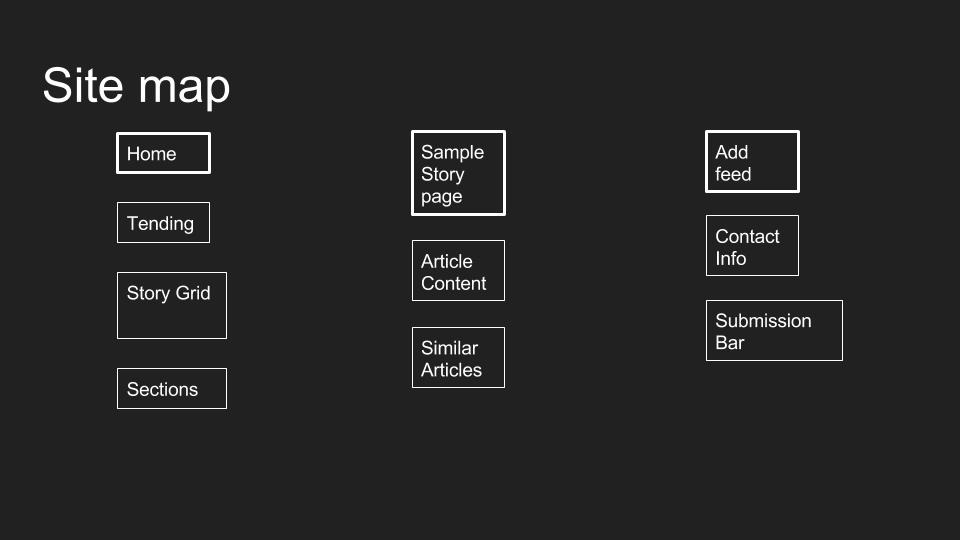 Site map
Home
Tending
Story Grid
Sections
Sample
Story
page
Article
Content
Similar
Articles
Add
feed
Contact
Info
Submission
Bar